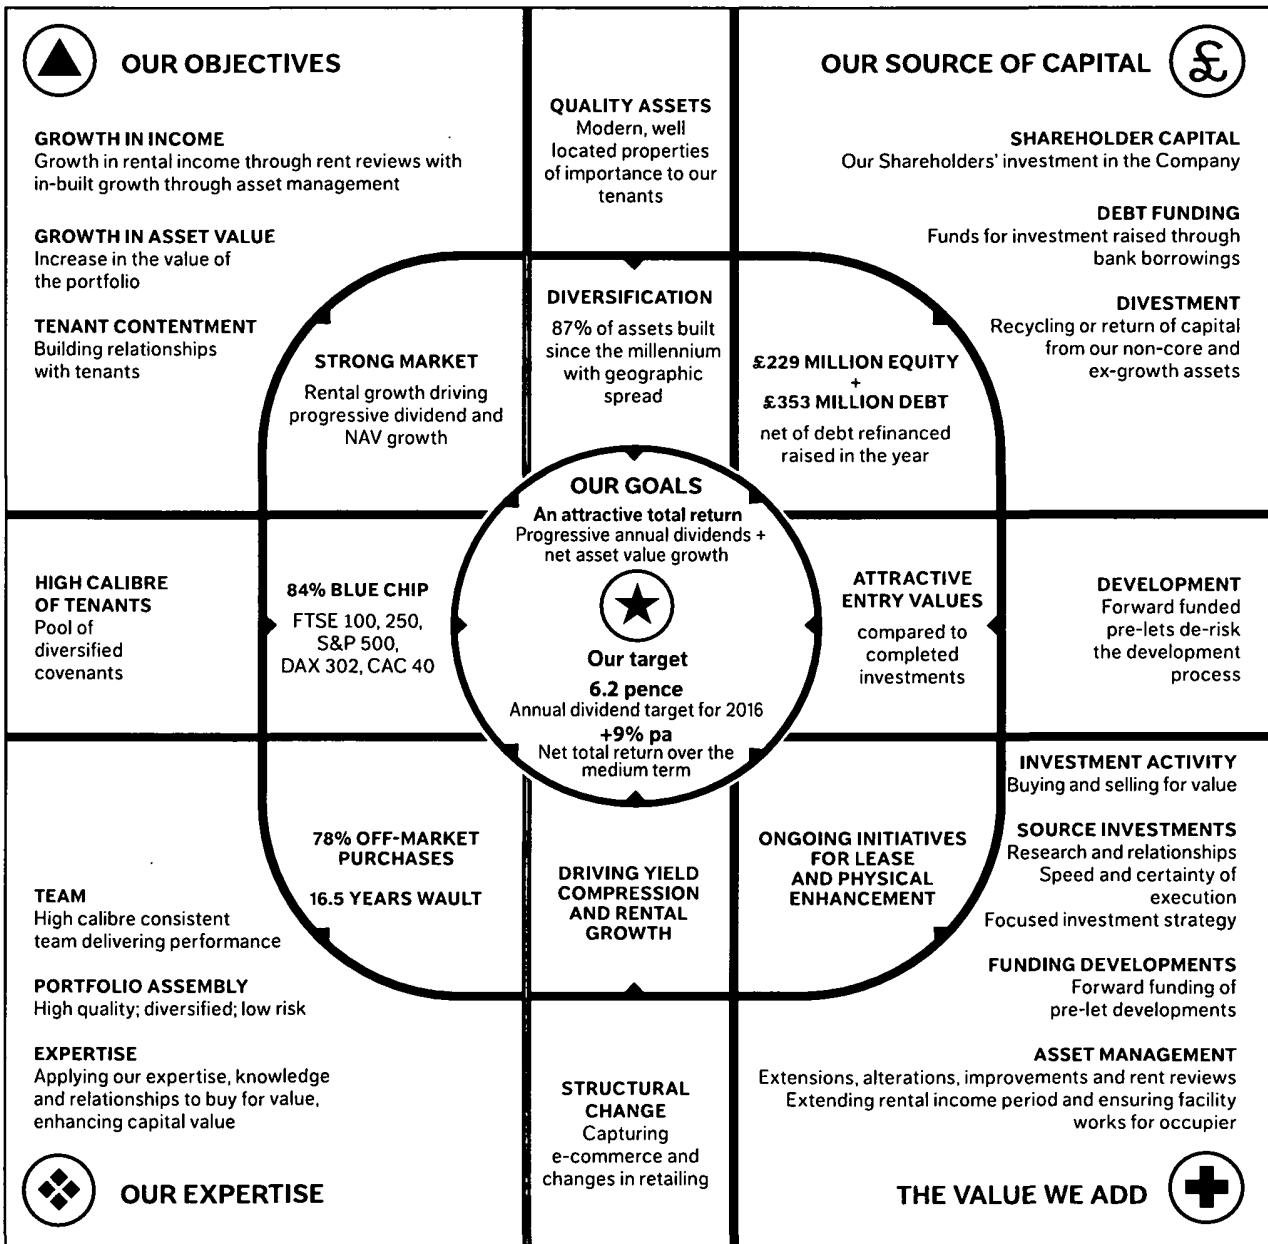 OUR OBJECTIVES
GROWTH IN INCOME
Growth in rental income through rent reviews with
in-built growth through asset management
GROWTH IN ASSET VALUE
Increase in the value of
the portfolio
TENANT CONTENTMENT
Building relationships
with tenants
QUALITY ASSETS
Modern, well
located properties
of importance to our
tenants
OUR SOURCE OF CAPITAL
£
SHAREHOLDER CAPITAL
Our Shareholders' investment in the Company
DEBT FUNDING
Funds for investment raised through
bank borrowings
DIVESTMENT
Recycling or return of capital
from our non-core and
ex-growth assets
STRONG MARKET
Rental growth driving
progressive dividend and
NAV growth
DIVERSIFICATION
87% of assets built
since the millennium
with geographic
spread
£229 MILLION EQUITY
+
£353 MILLION DEBT
net of debt refinanced
raised in the year
HIGH CALIBRE
OF TENANTS
Pool of
diversified
covenants
84% BLUE CHIP
FTSE 100, 250,
S&P 500,
DAX 302, CAC 40
OUR GOALS
An attractive total return
Progressive annual dividends +
net asset value growth
Our target
6.2 pence
Annual dividend target for 2016
+9% pa
Net total return over the
medium term
ATTRACTIVE
ENTRY VALUES
compared to
completed
investments
DEVELOPMENT
Forward funded
pre-lets de-risk
the development
process
78% OFF-MARKET
PURCHASES
16.5 YEARS WAULT
DRIVING YIELD
COMPRESSION
AND RENTAL
GROWTH
ONGOING INITIATIVES
FOR LEASE
AND PHYSICAL
ENHANCEMENT
TEAM
High calibre consistent
team delivering performance
PORTFOLIO ASSEMBLY
High quality; diversified; low risk
EXPERTISE
Applying our expertise, knowledge
and relationships to buy for value,
enhancing capital value
OUR EXPERTISE
STRUCTURAL
CHANGE
Capturing
e-commerce and
changes in retailing
INVESTMENT ACTIVITY
Buying and selling for value
SOURCE INVESTMENTS
Research and relationships
Speed and certainty of
execution
Focused investment strategy
FUNDING DEVELOPMENTS
Forward funding of
pre-let developments
ASSET MANAGEMENT
Extensions, alterations, improvements and rent reviews
Extending rental income period and ensuring facility
works for occupier
THE VALUE WE ADD